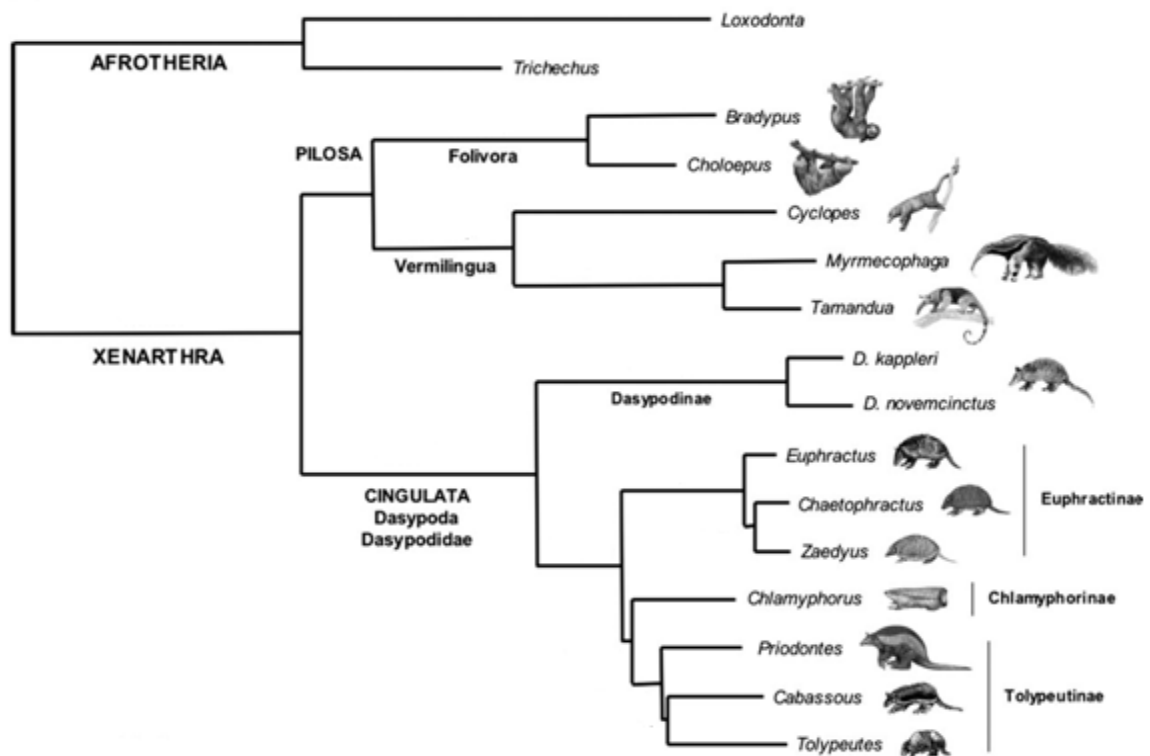 Loxodonta
AFROTHERIA
Trichechus
Bradypus
PILOSA
Folivora
Choloepus
Cyclopes
Vermilingua
Myrmecophaga
Tamandua
XENARTHRA
D. kappleri
Dasypodinae
D. novemcinctus
Euphractus
CINGULATA
Dasypoda
Dasypodidae
Chaetophractus
Euphractinae
Zaedyus
Chlamyphorus
Chlamyphorinae
Priodontes
Cabassous
Tolypeutinae
Tolypeutes